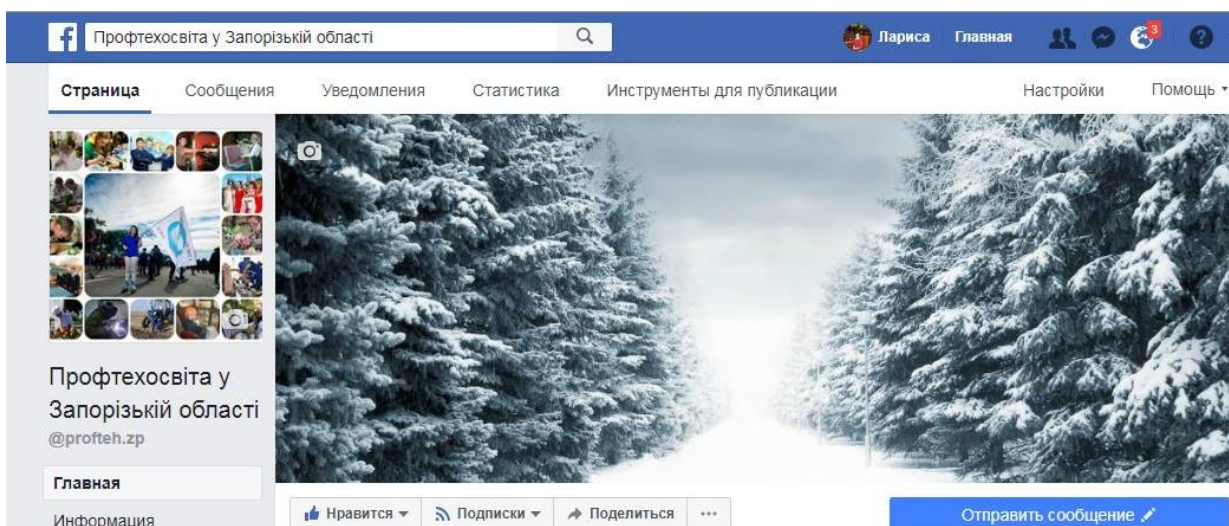 Профтехосвіта у Запорізькій області
Лариса Главная 3
Страница Сообщения Уведомления Статистика Инструменты для публикации Настройки Помощь
Профтехосвіта у
Запорізькій області
@profteh.zp
Главная
Информация
Нравится Подписки Поделиться ... Отправить сообщение